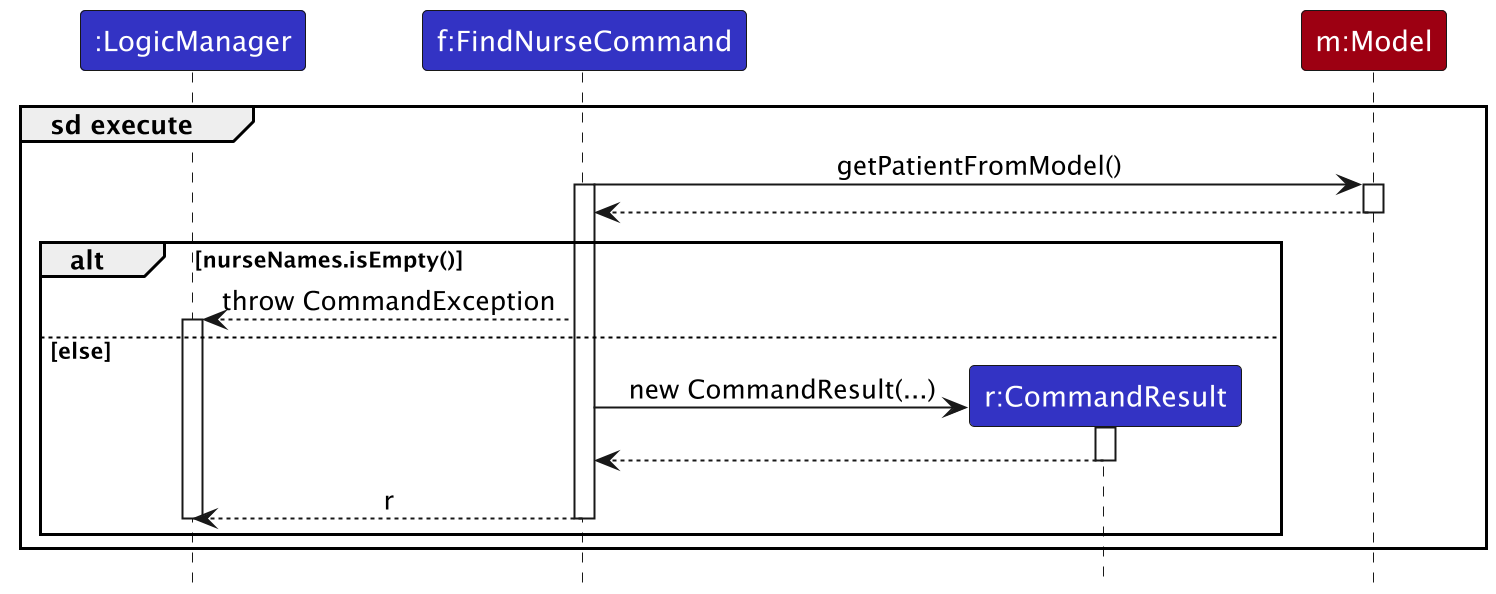 :LogicManager
f:FindNurseCommand
m:Model
sd execute
getPatientFromModel()
alt
[nurseNames.isEmpty()]
throw CommandException
[else]
new CommandResult(...)
r:CommandResult
r